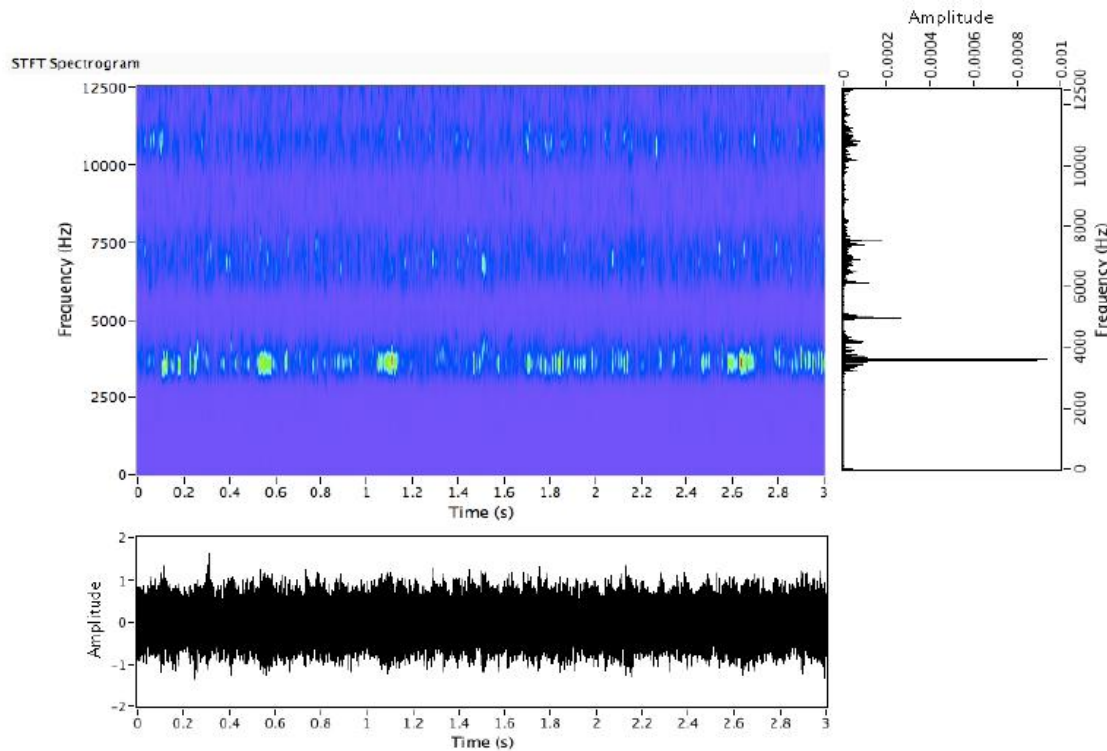 Amplitude
0 0.0002 0.0004 0.0006 0.0008 0.001
STFT Spectrogram
12500
10000
7500
5000
2500
0
Frequency (Hz)
0 0.2 0.4 0.6 0.8 1 1.2 1.4 1.6 1.8 2 2.2 2.4 2.6 2.8 3
Time (s)
12500
10000
8000
6000
4000
2000
0
Frequency (Hz)
2
1
0
-1
-2
Amplitude
0 0.2 0.4 0.6 0.8 1 1.2 1.4 1.6 1.8 2 2.2 2.4 2.6 2.8 3
Time (s)